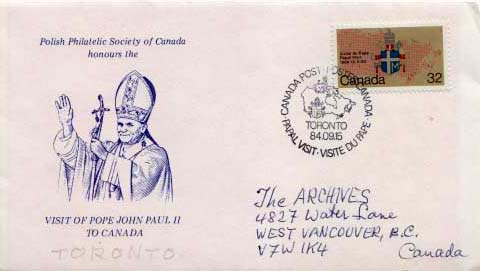 Polish Philatelic Society of Canada
honours the
VISIT OF POPE JOHN PAUL II
TO CANADA
TORONTO
Canada 32
CANADA POST · POSTES CANADA
PAPAL VISIT · VISITE DU PAPE
TORONTO
84.09.15
The ARCHIVES
4827 Water Lane
WEST VANCOUVER, B.C.
V7W 1K4
Canada